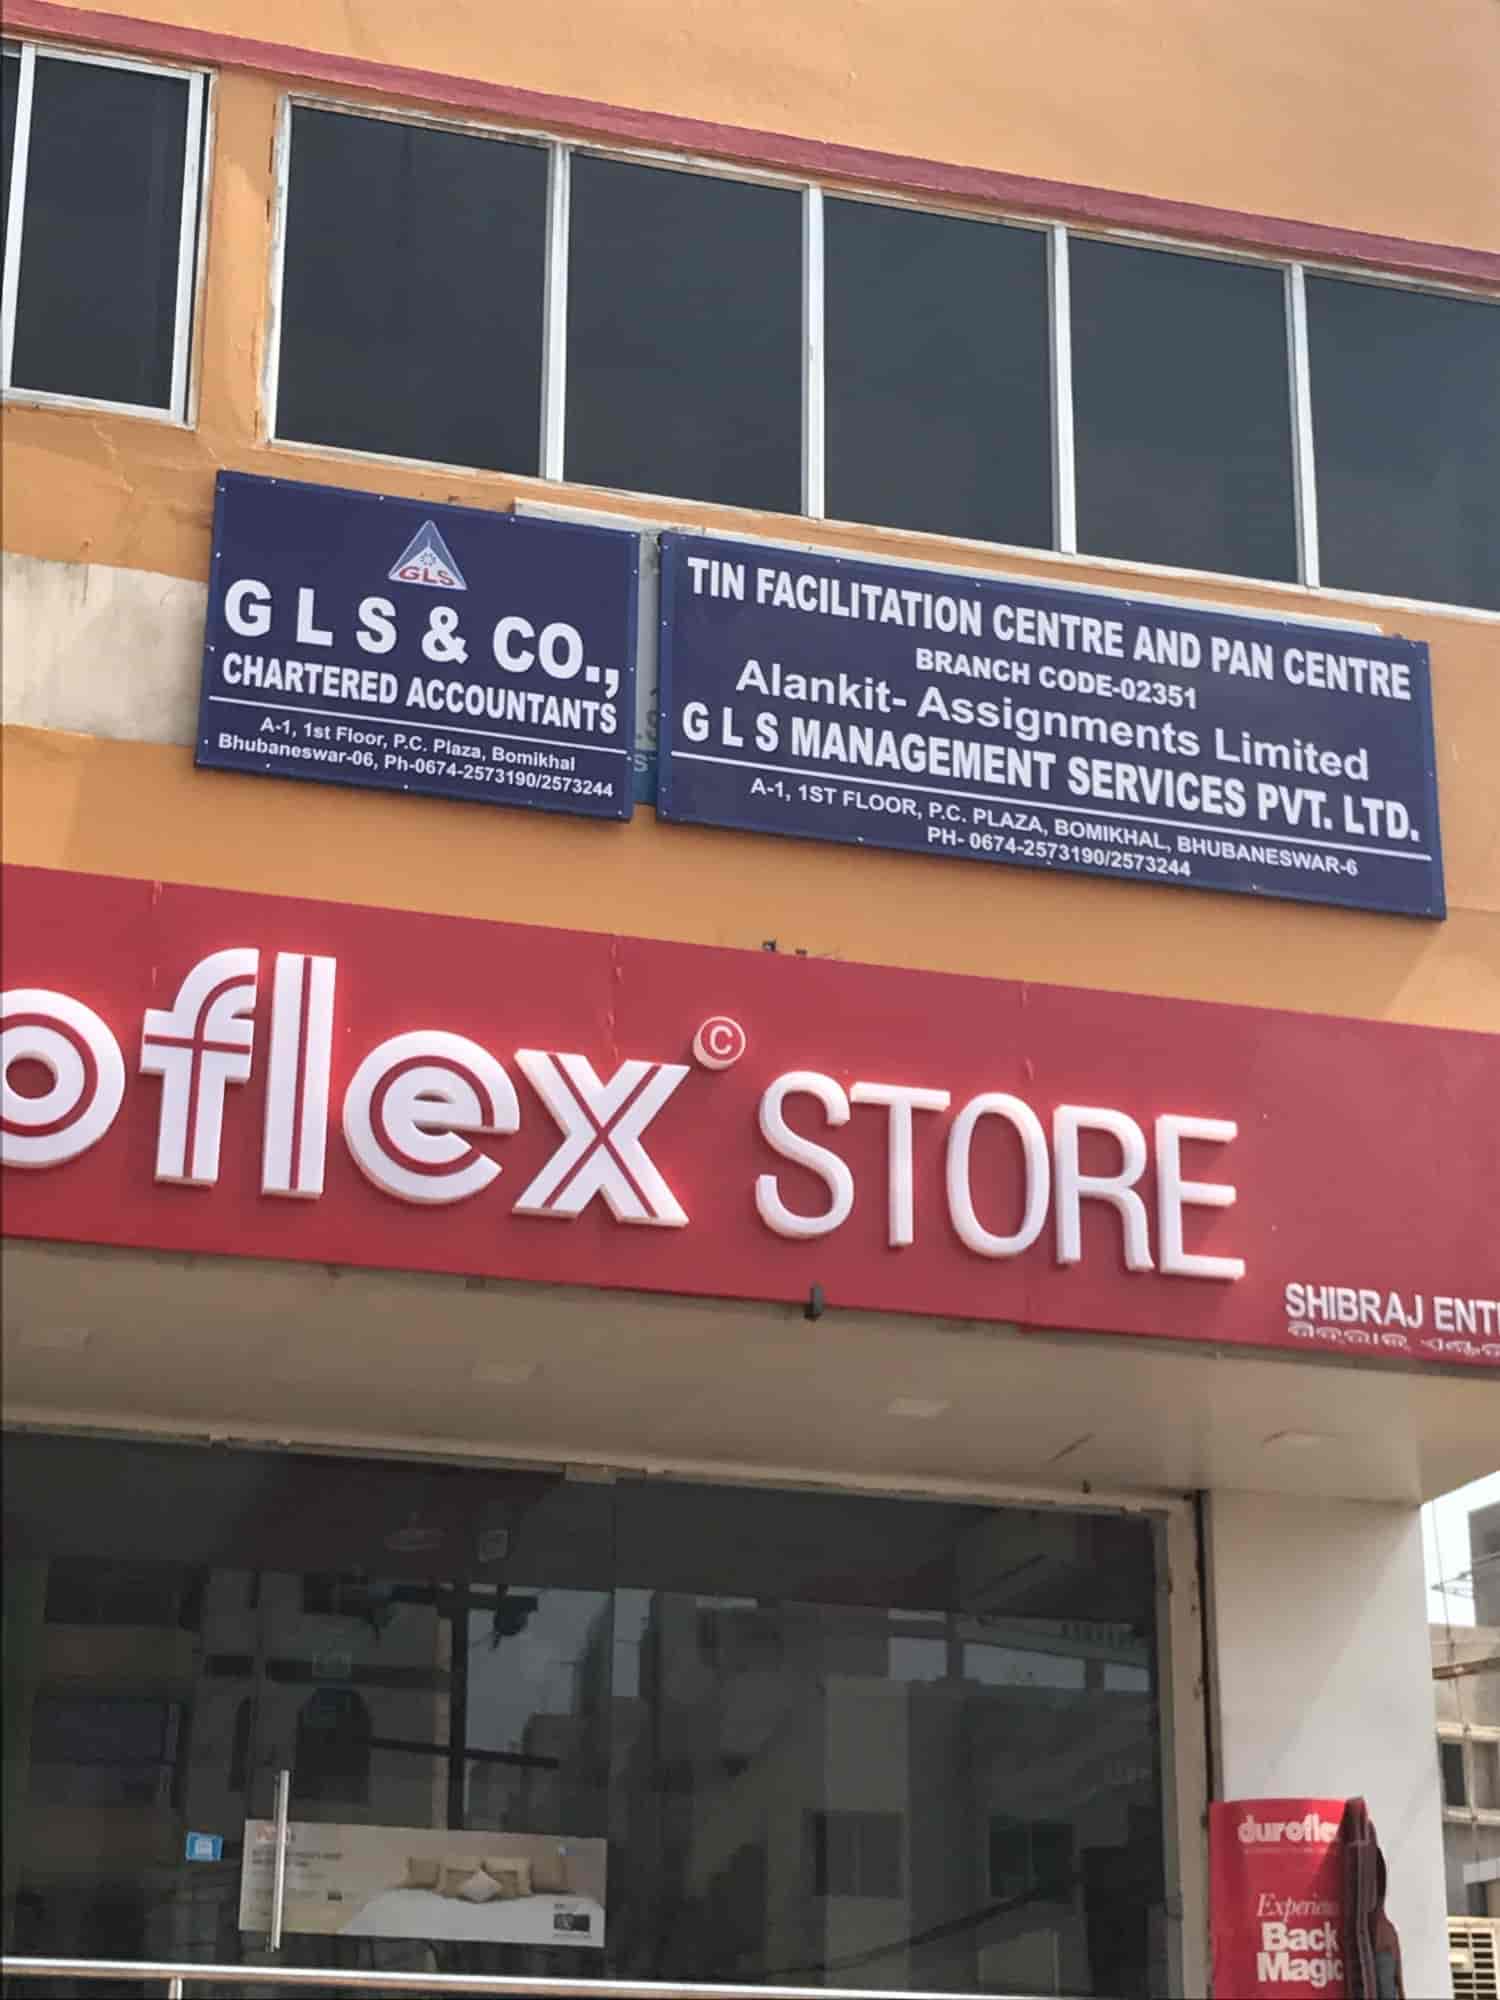 GLS
G L S & CO.,
CHARTERED ACCOUNTANTS
A-1, 1st Floor, P.C. Plaza, Bomikhal
Bhubaneswar-06, Ph-0674-2573190/2573244
TIN FACILITATION CENTRE AND PAN CENTRE
BRANCH CODE-02351
Alankit- Assignments Limited
G L S MANAGEMENT SERVICES PVT. LTD.
A-1, 1ST FLOOR, P.C. PLAZA, BOMIKHAL, BHUBANESWAR-6
PH- 0674-2573190/2573244
oflex © STORE
SHIBRAJ ENT
durofle
Experien
Back
Magic